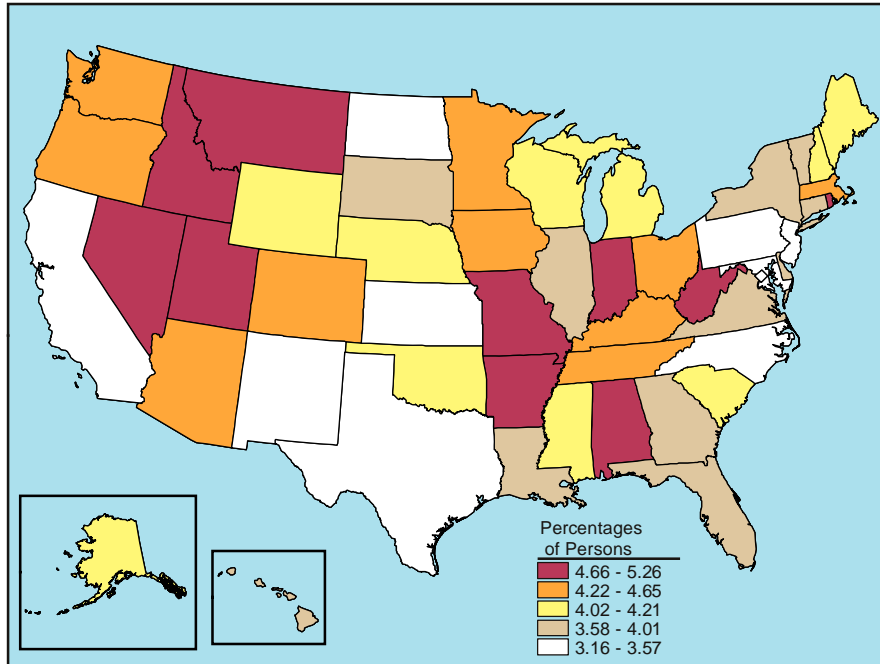 Percentages
of Persons
4.66 - 5.26
4.22 - 4.65
4.02 - 4.21
3.58 - 4.01
3.16 - 3.57